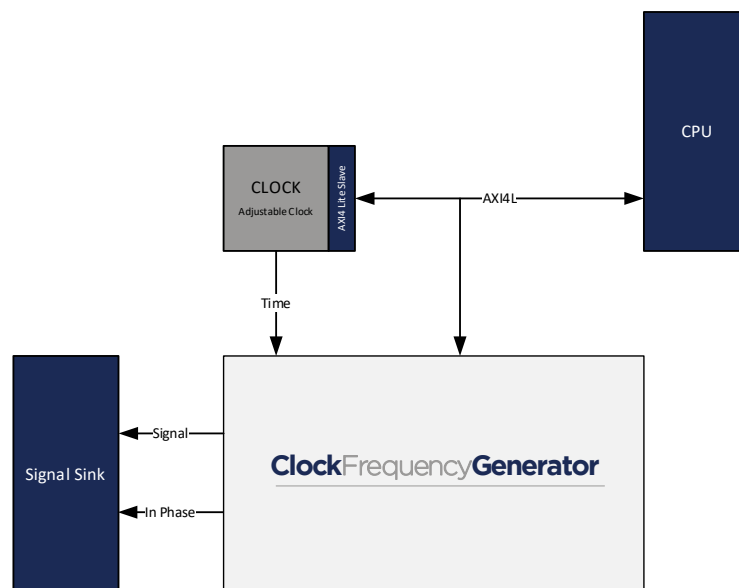 CPU
CLOCK
Adjustable Clock
AXI4 Lite Slave
AXI4L
Time
Signal
ClockFrequencyGenerator
Signal Sink
In Phase